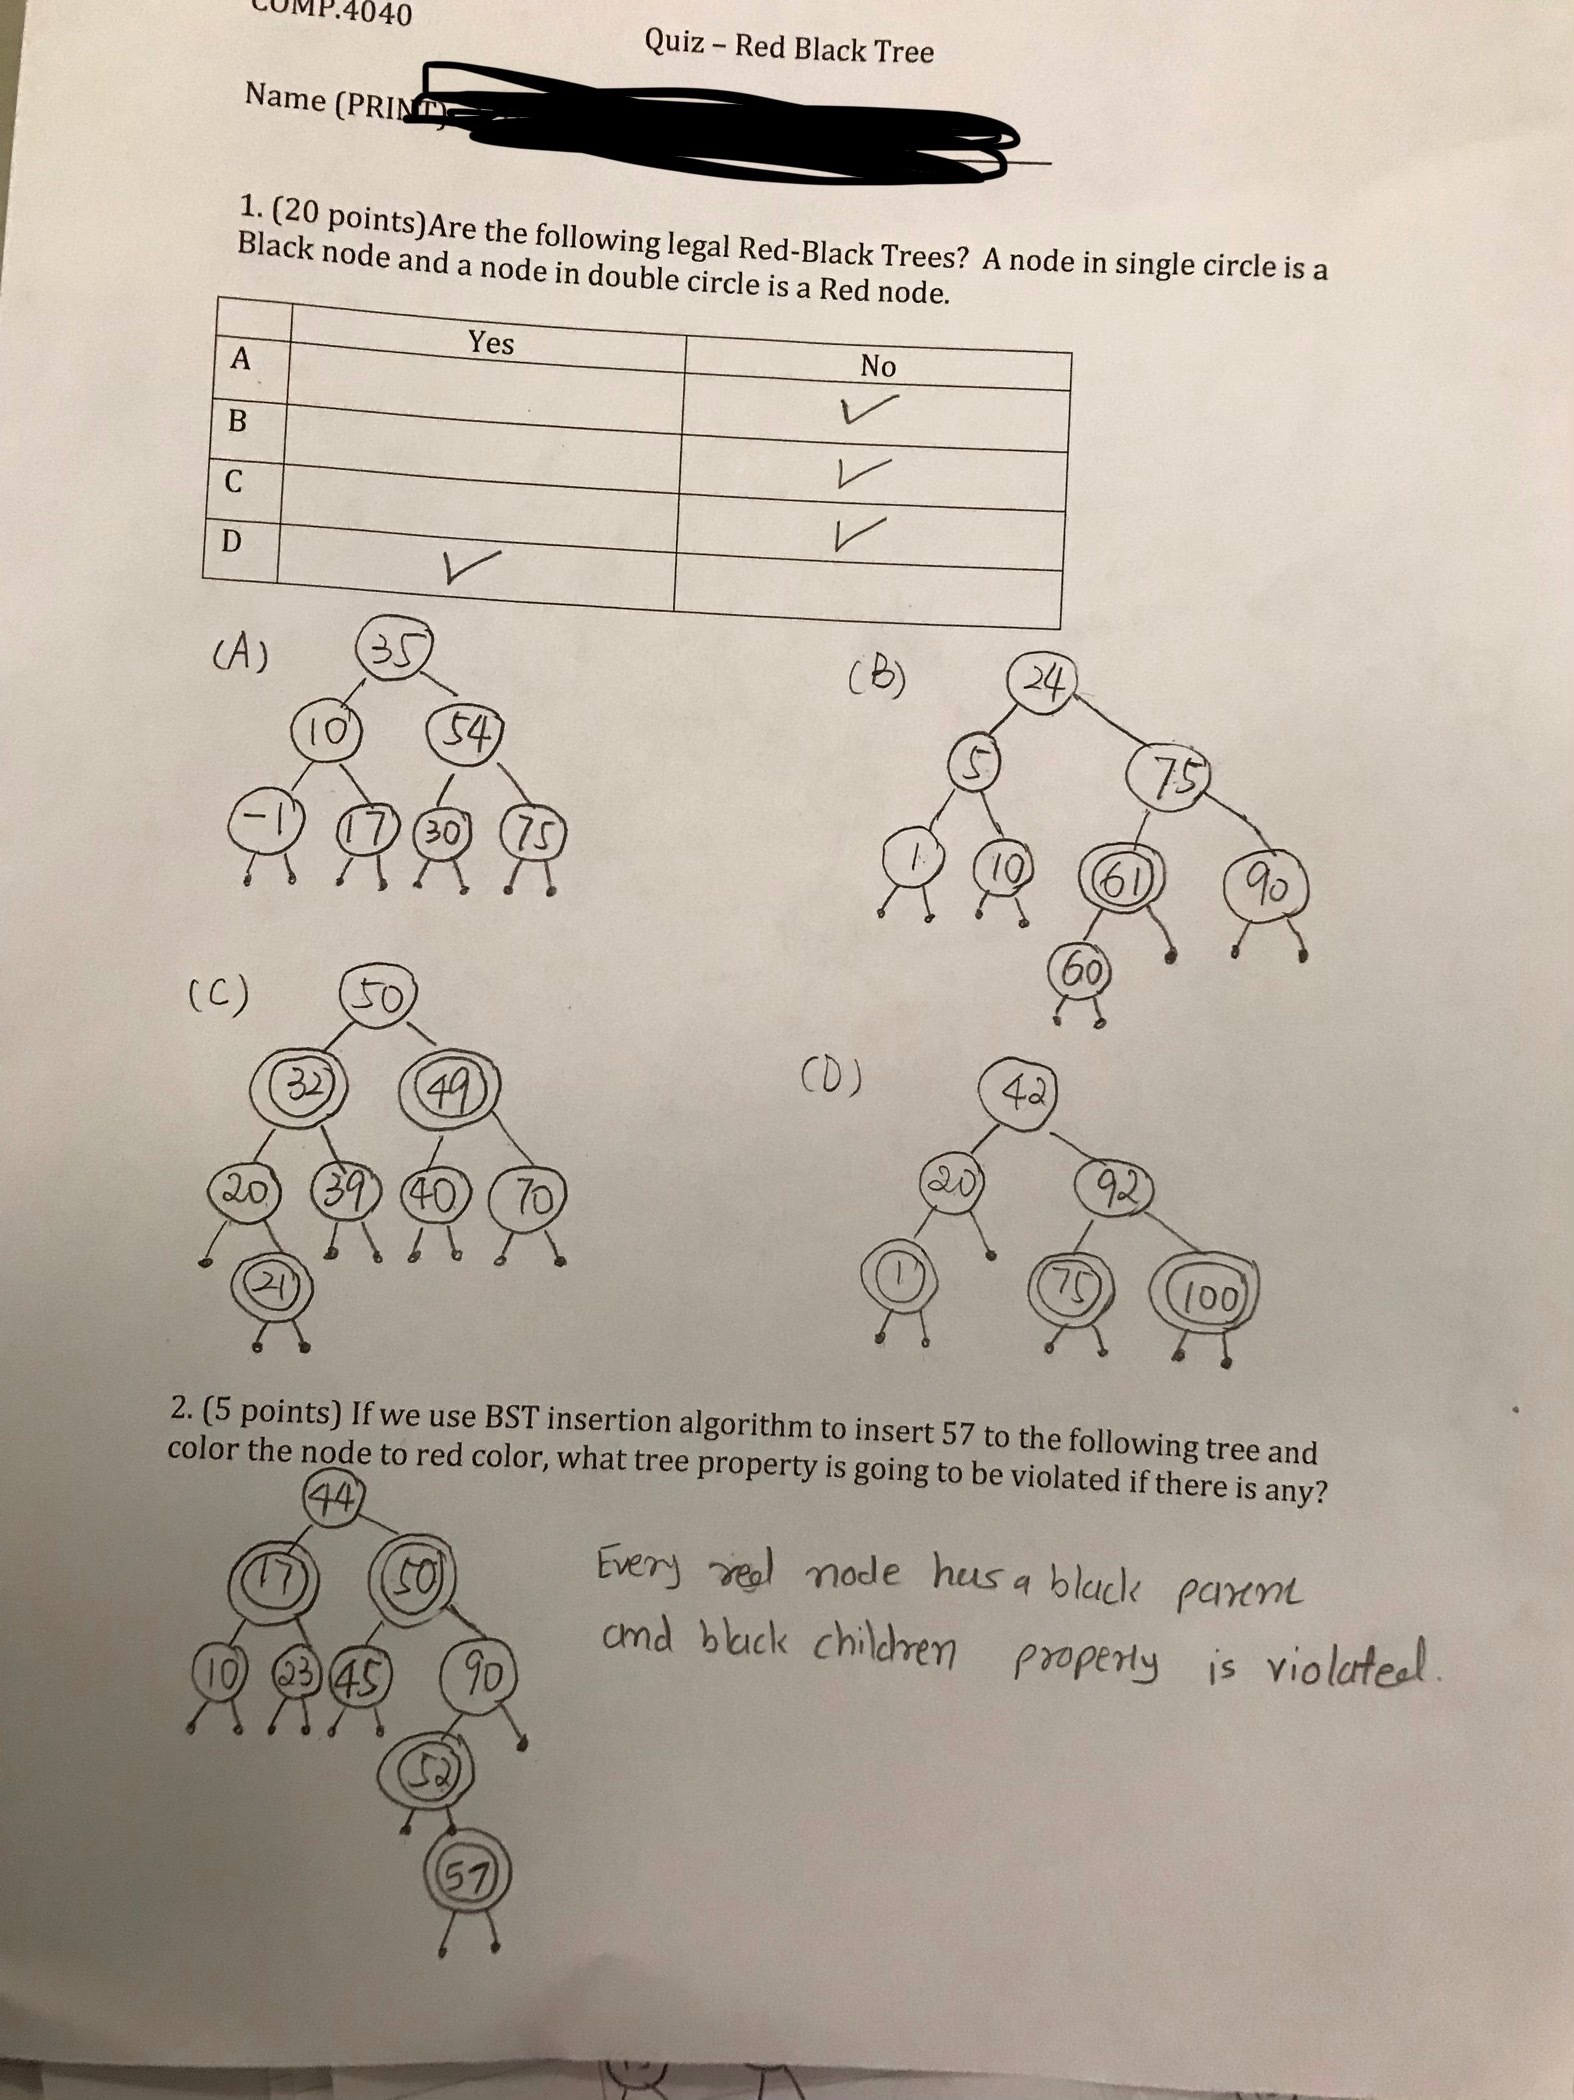 COMP.4040
Quiz – Red Black Tree
Name (PRINT)
1. (20 points)Are the following legal Red-Black Trees? A node in single circle is a
Black node and a node in double circle is a Red node.
Yes No
A ✓
B ✓
C ✓
D ✓
(A)
35
10 54
-1 17 30 75
(B)
24
5 75
1 10 61 90
60
(C)
50
32 49
20 39 40 70
21
(D)
42
20 92
1 75 100
2. (5 points) If we use BST insertion algorithm to insert 57 to the following tree and
color the node to red color, what tree property is going to be violated if there is any?
44
17 50
10 23 45 90
52
57
Every red node has a black parent
and black children property is violated.